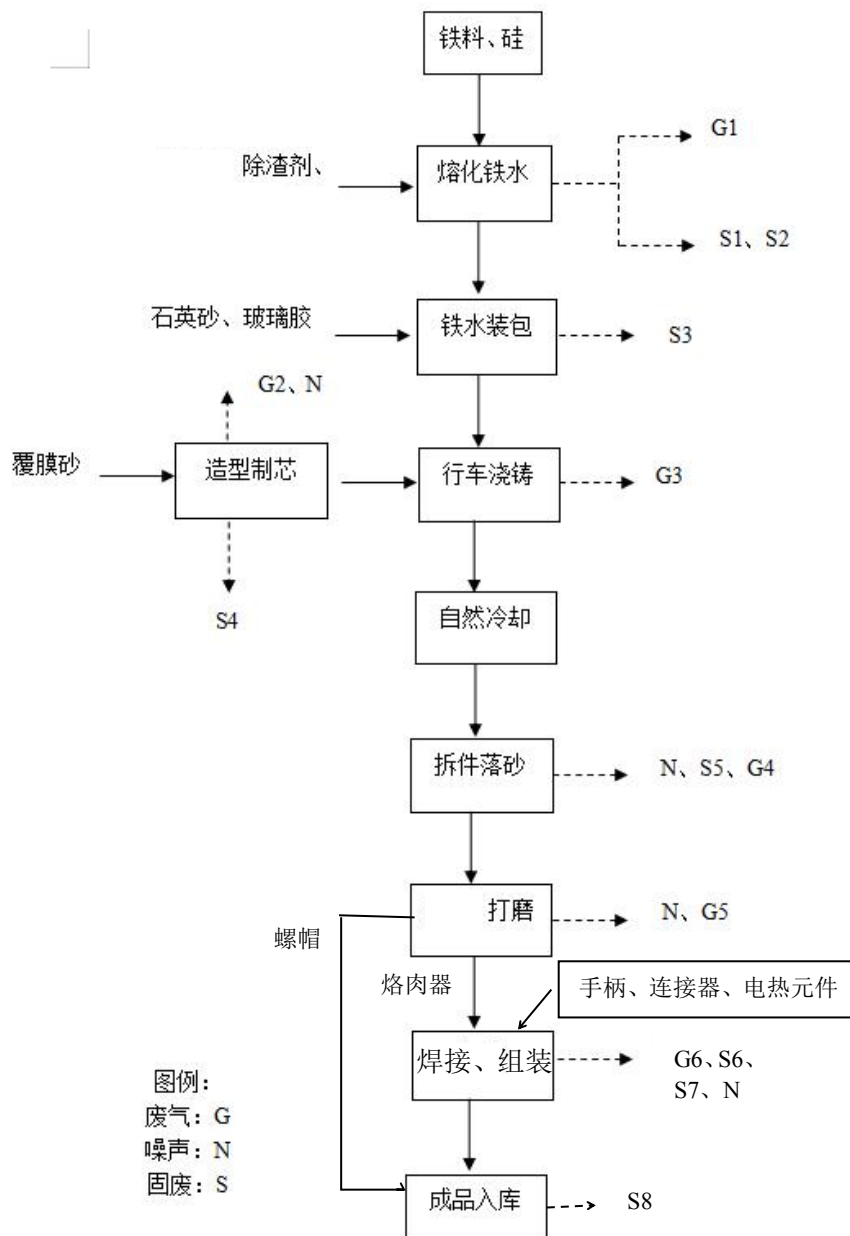 铁料、硅
G1
除渣剂、
熔化铁水
S1、S2
石英砂、玻璃胶
铁水装包
S3
G2、N
覆膜砂
造型制芯
行车浇铸
G3
S4
自然冷却
拆件落砂
N、S5、G4
打磨
N、G5
螺帽
烙肉器
手柄、连接器、电热元件
焊接、组装
G6、S6、
S7、N
图例：
废气：G
噪声：N
固废：S
成品入库
S8